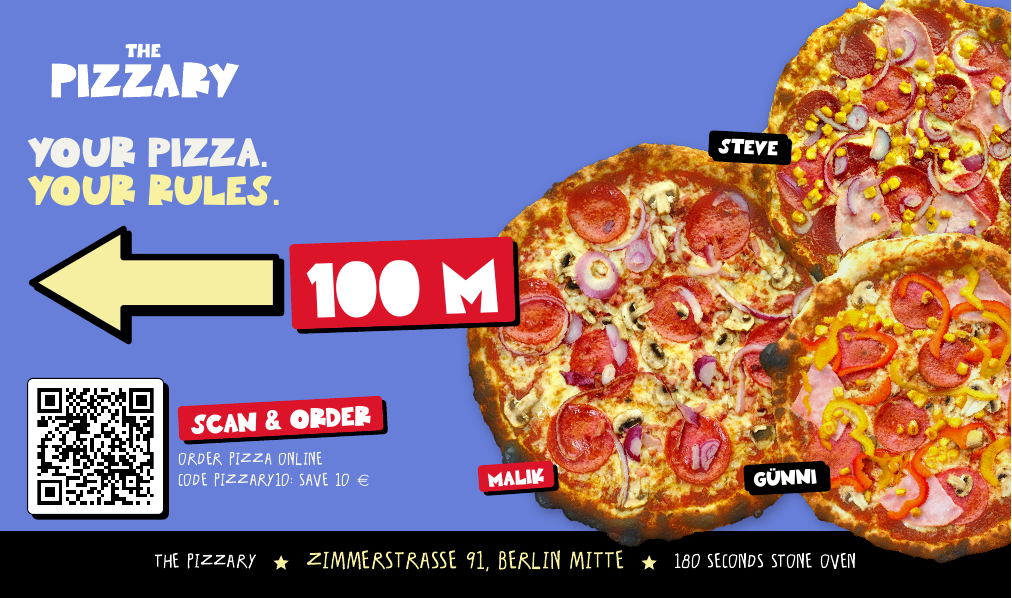 THE
PIZZARY
YOUR PIZZA.
YOUR RULES.
100 M
STEVE
MALIK
GÜNNI
SCAN & ORDER
ORDER PIZZA ONLINE
CODE PIZZARY10: SAVE 10 €
THE PIZZARY ★ ZIMMERSTRASSE 91, BERLIN MITTE ★ 180 SECONDS STONE OVEN